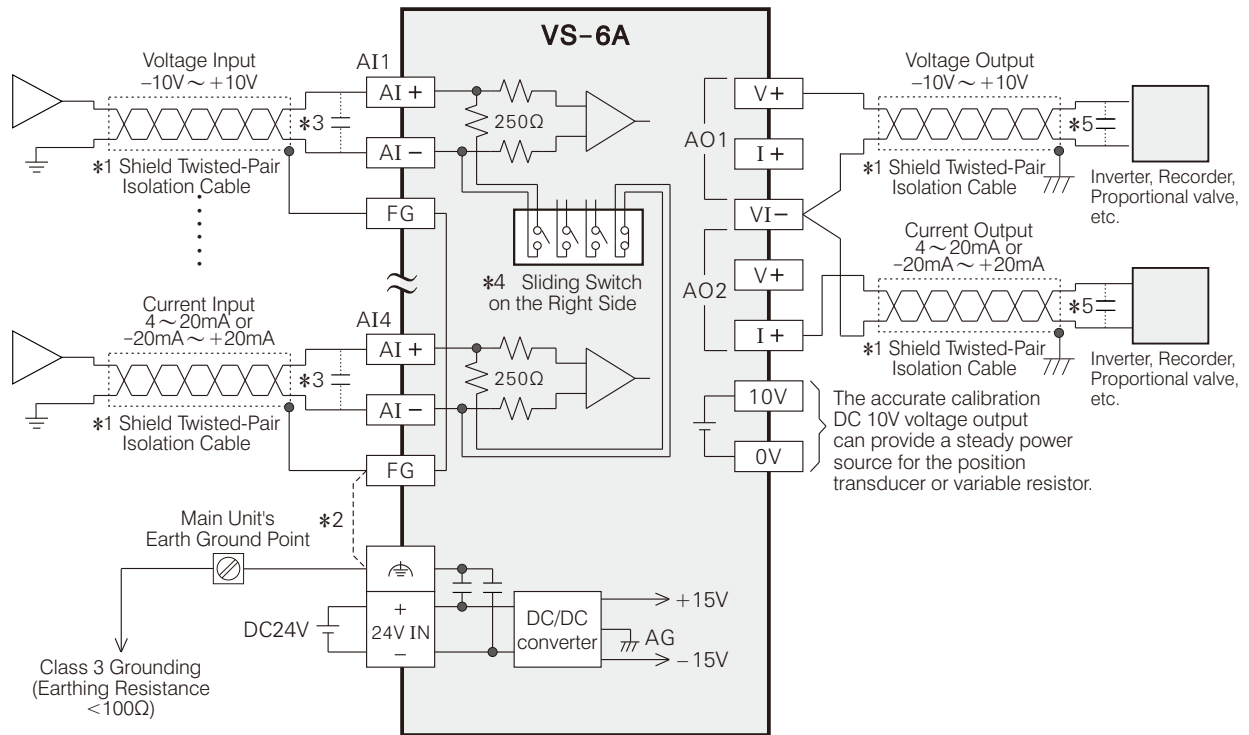 VS-6A
Voltage Input
–10V～ +10V
AI1
AI +
∗3
AI –
250Ω
∗1 Shield Twisted-Pair
Isolation Cable
FG
∗4 Sliding Switch
on the Right Side
Current Input
4～20mA or
–20mA～ +20mA
AI4
AI +
∗3
AI –
250Ω
∗1 Shield Twisted-Pair
Isolation Cable
FG
∗2
Main Unit's
Earth Ground Point
DC24V
+
24V IN
–
DC/DC
converter
+15V
AG
–15V
Class 3 Grounding
(Earthing Resistance
<100Ω)
AO1
V+
I+
VI–
AO2
V+
I+
10V
0V
Voltage Output
–10V～ +10V
∗5
∗1 Shield Twisted-Pair
Isolation Cable
Inverter, Recorder,
Proportional valve,
etc.
Current Output
4～20mA or
–20mA～ +20mA
∗5
∗1 Shield Twisted-Pair
Isolation Cable
Inverter, Recorder,
Proportional valve,
etc.
The accurate calibration
DC 10V voltage output
can provide a steady power
source for the position
transducer or variable resistor.